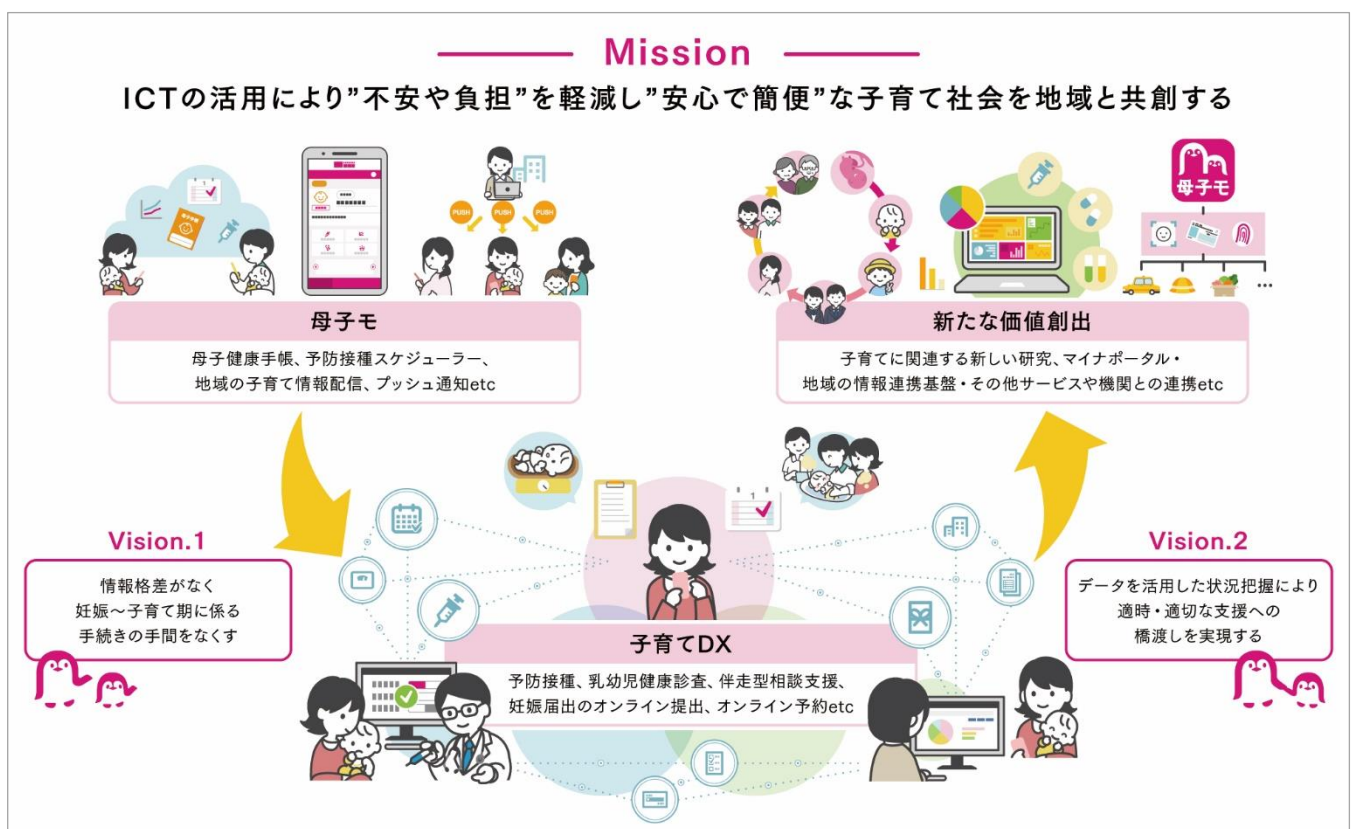 Mission
ICTの活用により”不安や負担”を軽減し”安心で簡便”な子育て社会を地域と共創する
母子手帳
PUSH
PUSH
PUSH
母子モ
母子モ
母子健康手帳、予防接種スケジューラー、
地域の子育て情報配信、プッシュ通知etc
新たな価値創出
子育てに関連する新しい研究、マイナポータル・
地域の情報連携基盤・その他サービスや機関との連携etc
Vision.1
情報格差がなく
妊娠～子育て期に係る
手続きの手間をなくす
Vision.2
データを活用した状況把握により
適時・適切な支援への
橋渡しを実現する
1
子育てDX
予防接種、乳幼児健康診査、伴走型相談支援、
妊娠届出のオンライン提出、オンライン予約etc